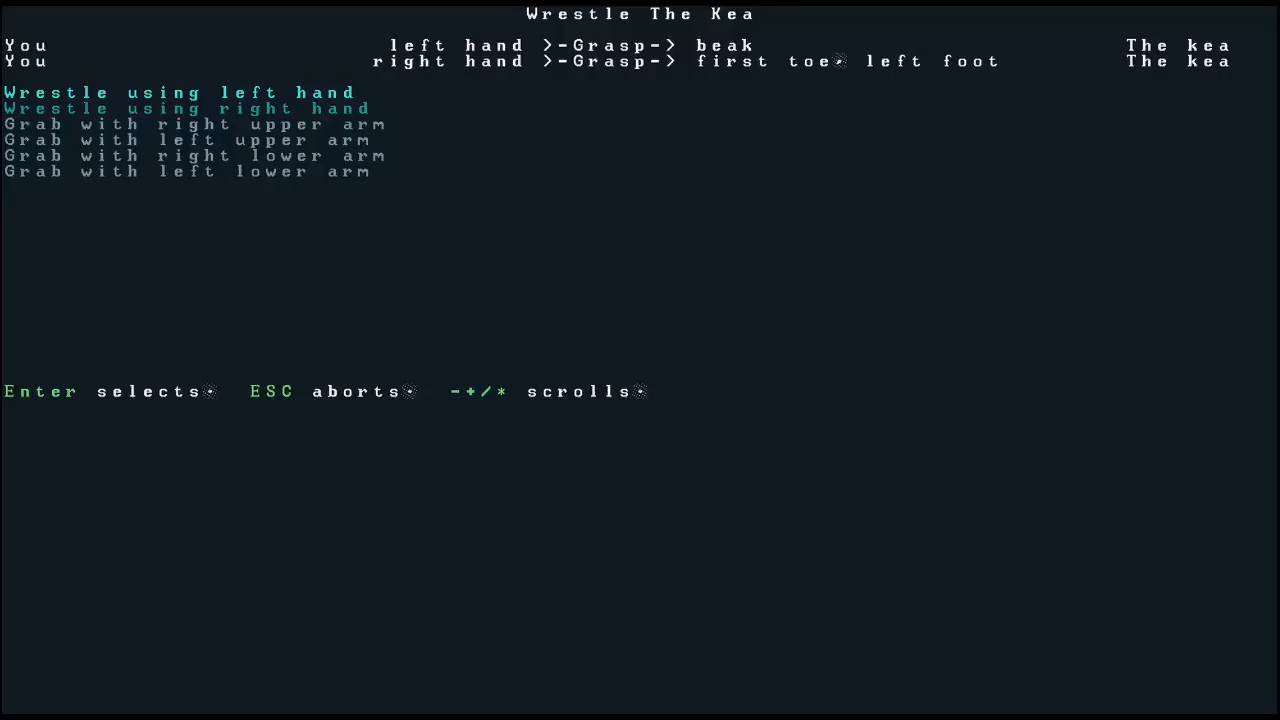 Wrestle The Kea
You left hand >-Grasp-> beak The kea
You right hand >-Grasp-> first toe, left foot The kea
Wrestle using left hand
Wrestle using right hand
Grab with right upper arm
Grab with left upper arm
Grab with right lower arm
Grab with left lower arm
Enter selects. ESC aborts. -+/* scrolls.